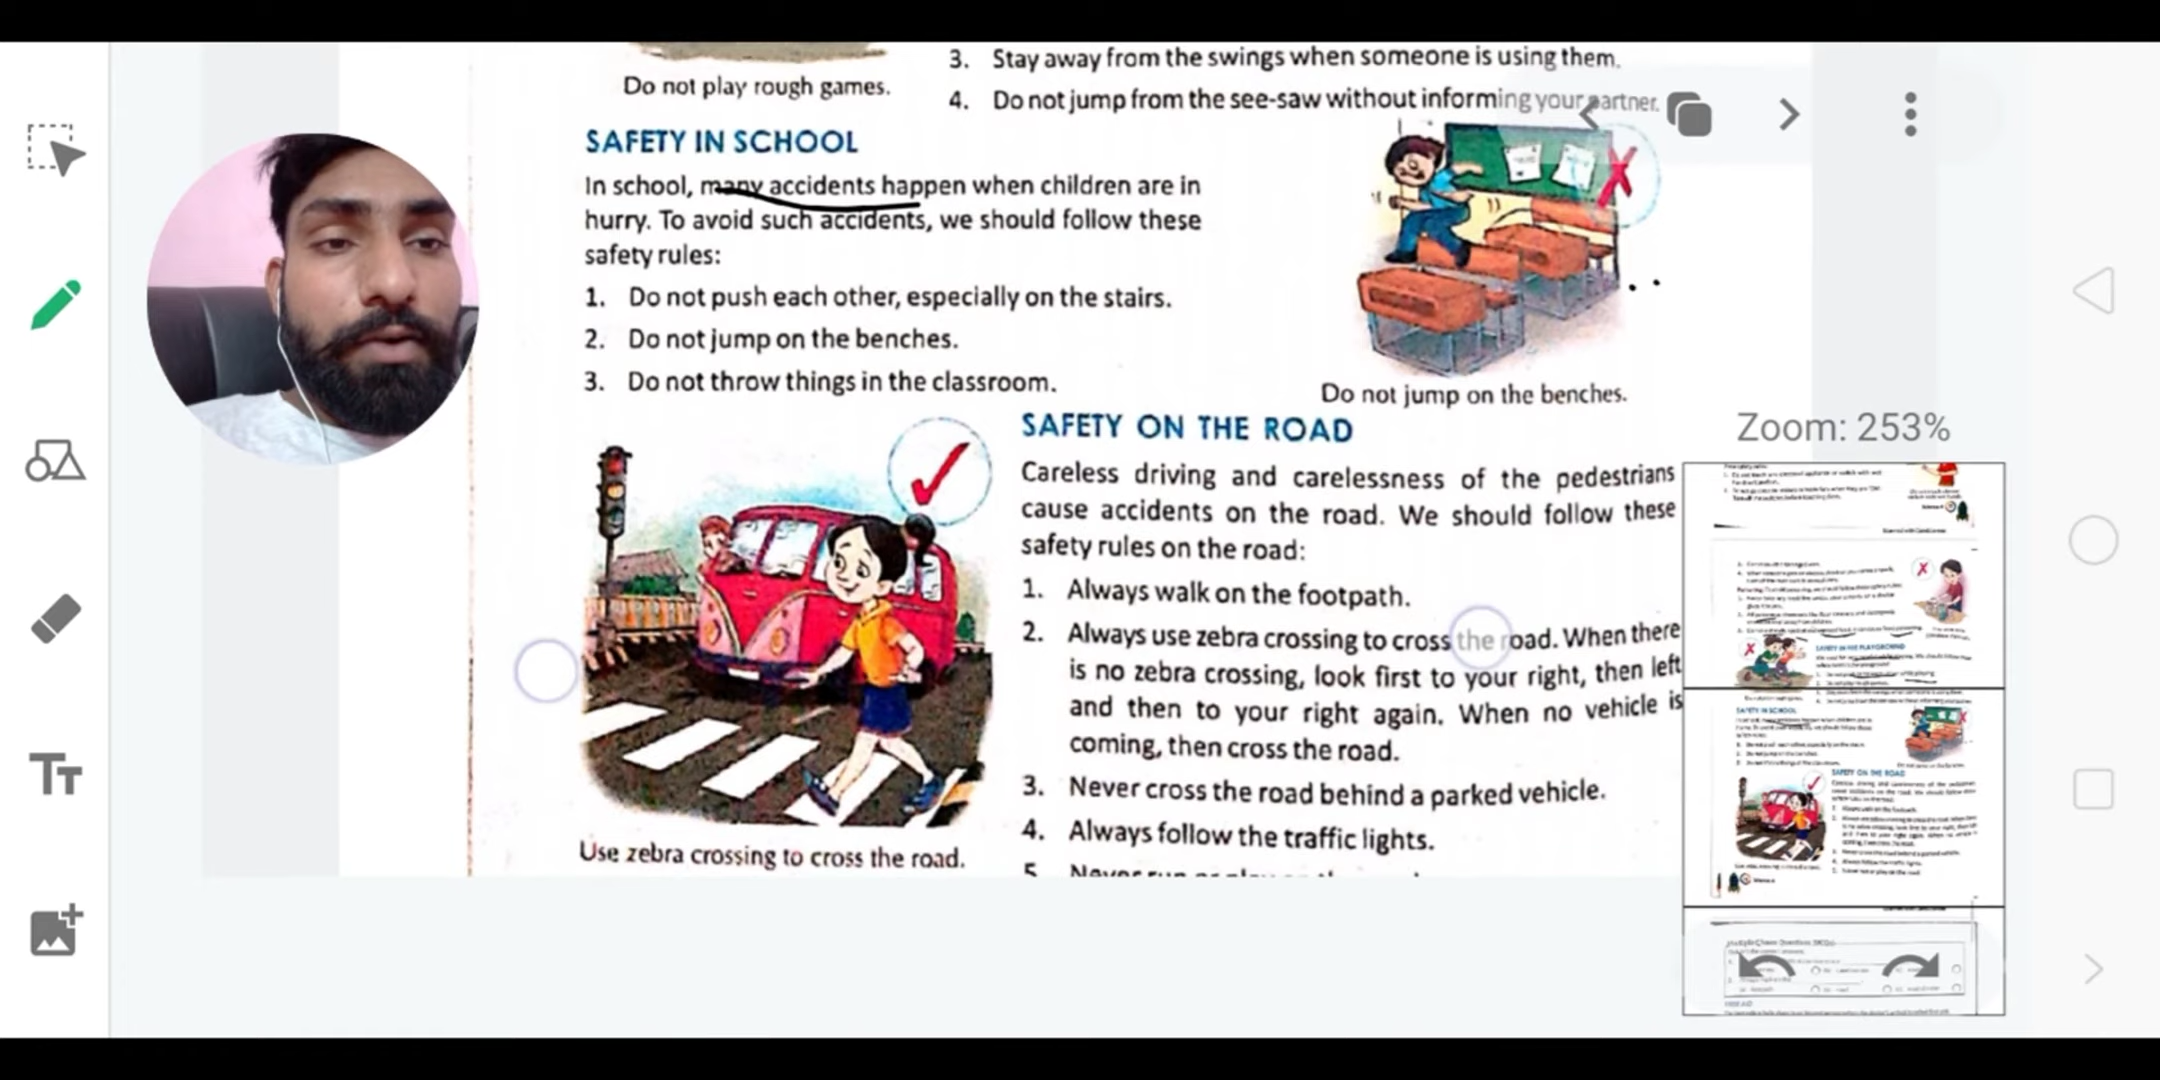 3. Stay away from the swings when someone is using them.
Do not play rough games.
4. Do not jump from the see-saw without informing your partner.
SAFETY IN SCHOOL
In school, many accidents happen when children are in
hurry. To avoid such accidents, we should follow these
safety rules:
1. Do not push each other, especially on the stairs.
2. Do not jump on the benches.
3. Do not throw things in the classroom.
Do not jump on the benches.
SAFETY ON THE ROAD
Careless driving and carelessness of the pedestrians
cause accidents on the road. We should follow these
safety rules on the road:
1. Always walk on the footpath.
2. Always use zebra crossing to cross the road. When there
is no zebra crossing, look first to your right, then left
and then to your right again. When no vehicle is
coming, then cross the road.
3. Never cross the road behind a parked vehicle.
4. Always follow the traffic lights.
5
Use zebra crossing to cross the road.
Zoom: 253%
SAFETY IN SCHOOL
SAFETY ON THE ROAD
TT